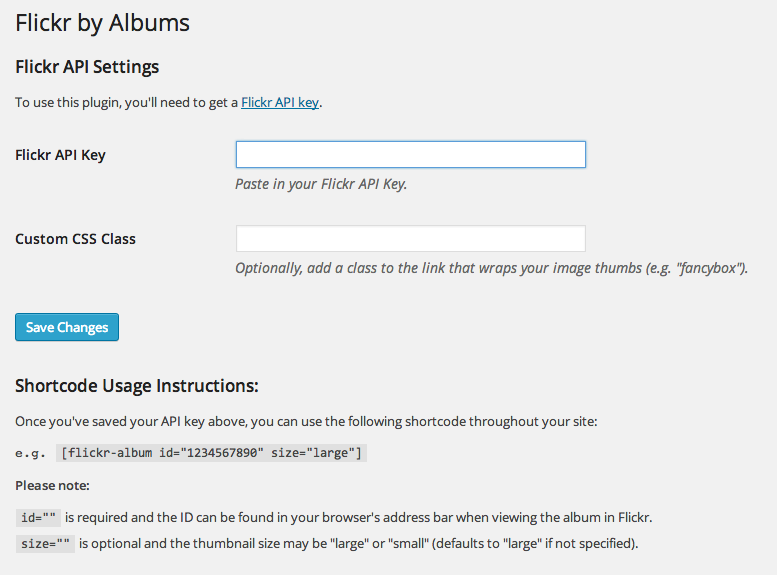 Flickr by Albums
Flickr API Settings
To use this plugin, you'll need to get a Flickr API key.
Flickr API Key
Paste in your Flickr API Key.
Custom CSS Class
Optionally, add a class to the link that wraps your image thumbs (e.g. "fancybox").
Save Changes
Shortcode Usage Instructions:
Once you've saved your API key above, you can use the following shortcode throughout your site:
e.g. [flickr-album id="1234567890" size="large"]
Please note:
id="" is required and the ID can be found in your browser's address bar when viewing the album in Flickr.
size="" is optional and the thumbnail size may be "large" or "small" (defaults to "large" if not specified).